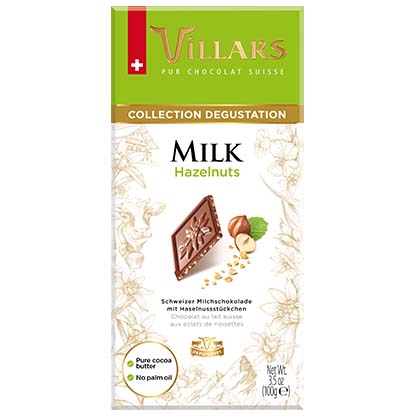 VILLARS
PUR CHOCOLAT SUISSE
COLLECTION DEGUSTATION
MILK
Hazelnuts
Schweizer Milchschokolade
mit Haselnussstückchen
Chocolat au lait suisse
aux éclats de noisettes
Pure cocoa
butter
No palm oil
Net Wt.
3.5 oz
(100g) e